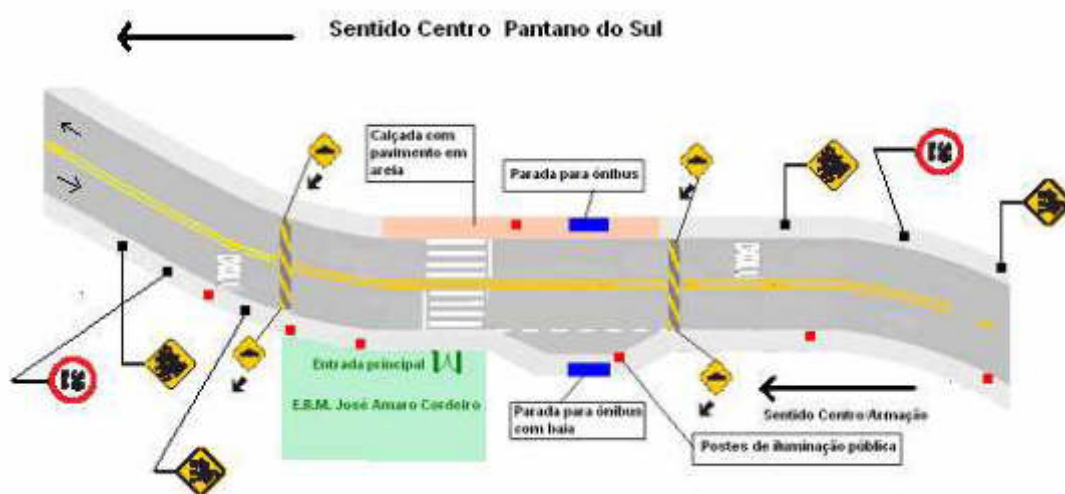 Sentido Centro Pantano do Sul
Calçada com
pavimento em
areia
Parada para ônibus
Entrada principal
E.B.M. José Amaro Cordeiro
Parada para ônibus
com baia
Sentido Centro/Armação
Postes de iluminação pública